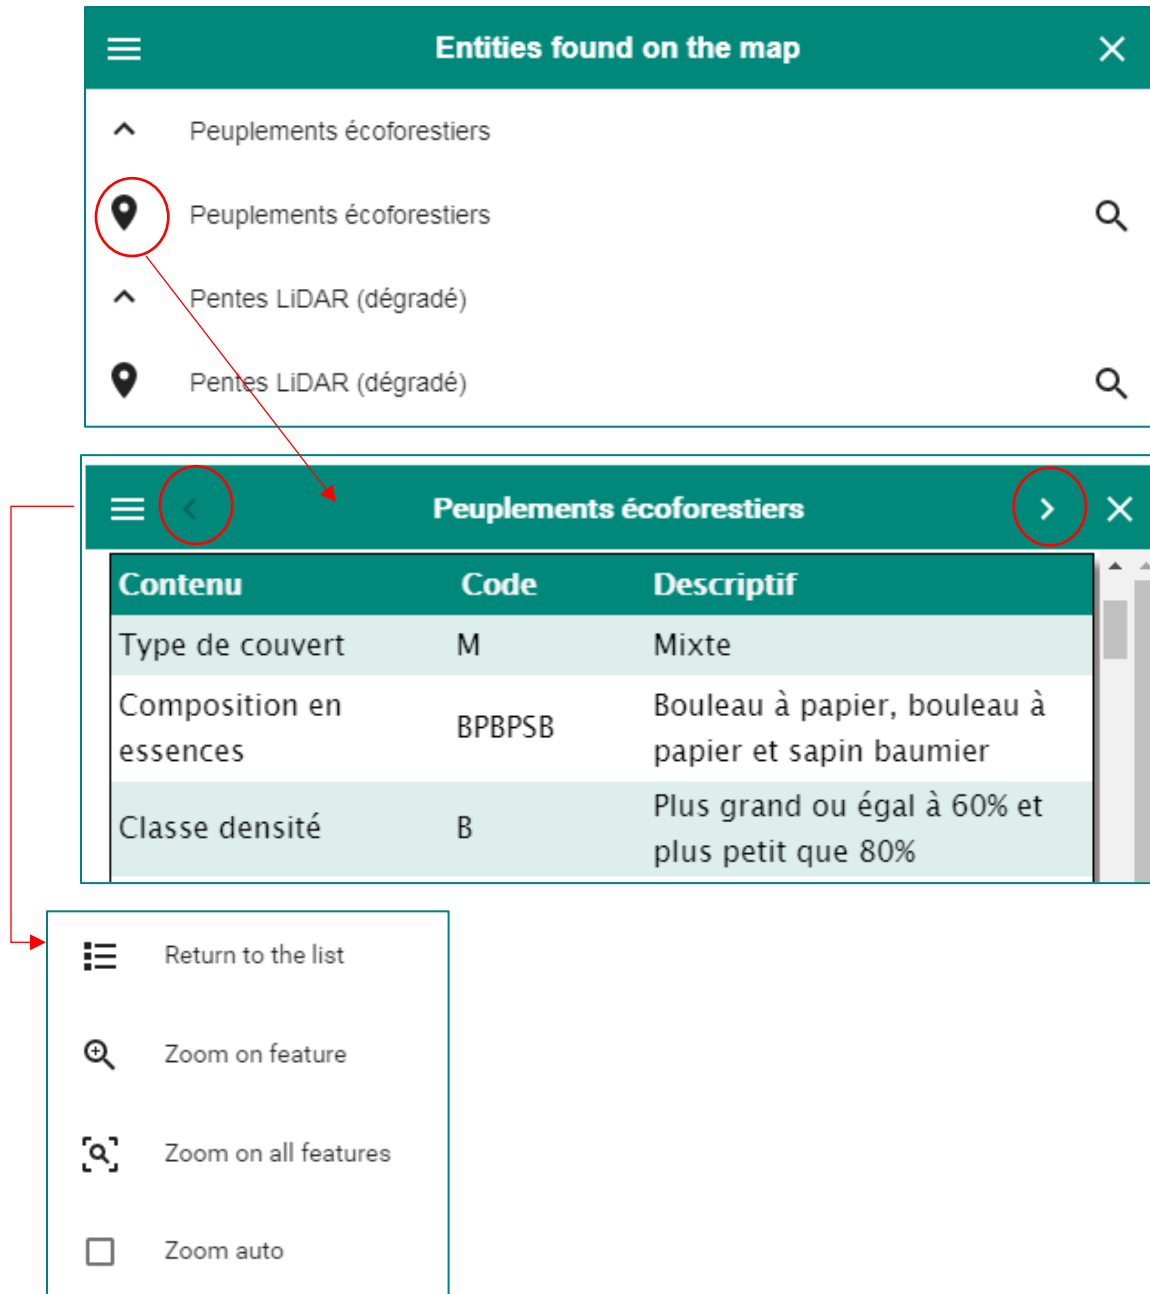 Entities found on the map
Peuplements écoforestiers
Peuplements écoforestiers
Pentes LiDAR (dégradé)
Pentes LiDAR (dégradé)
Peuplements écoforestiers
Contenu Code Descriptif
Type de couvert M Mixte
Composition en essences BPBPSB Bouleau à papier, bouleau à
papier et sapin baumier
Classe densité B Plus grand ou égal à 60% et
plus petit que 80%
Return to the list
Zoom on feature
Zoom on all features
Zoom auto